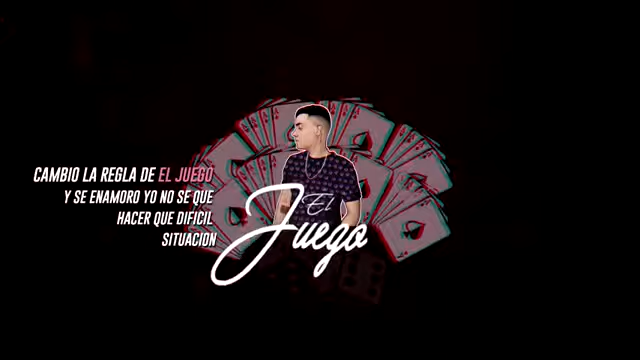 CAMBIO LA REGLA DE EL JUEGO
Y SE ENAMORO YO NO SE QUE
HACER QUE DIFICIL
SITUACION
El
Juego